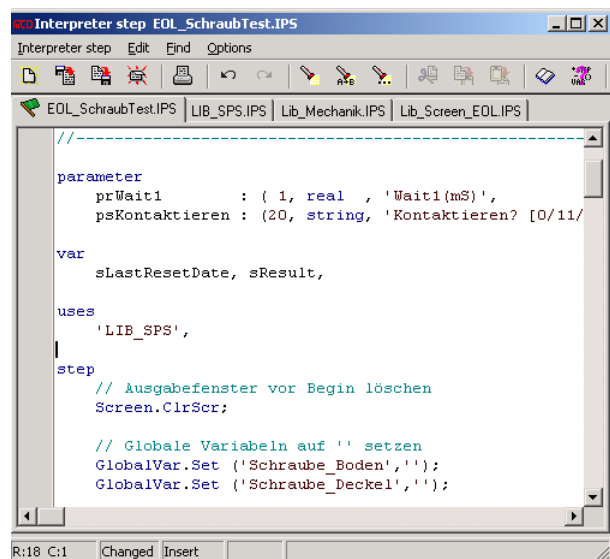 GCD Interpreter step EOL_SchraubTest.IPS
Interpreter step Edit Find Options
EOL_SchraubTest.IPS LIB_SPS.IPS Lib_Mechanik.IPS Lib_Screen_EOL.IPS
//------------------------------------------------------
parameter
prWait1 : ( 1, real , 'Wait1(mS)',
psKontaktieren : (20, string, 'Kontaktieren? [0/11/
var
sLastResetDate, sResult,
uses
'LIB_SPS',
step
// Ausgabefenster vor Begin löschen
Screen.ClrScr;
// Globale Variabeln auf '' setzen
GlobalVar.Set ('Schraube_Boden','');
GlobalVar.Set ('Schraube_Deckel','');
R:18 C:1 Changed Insert